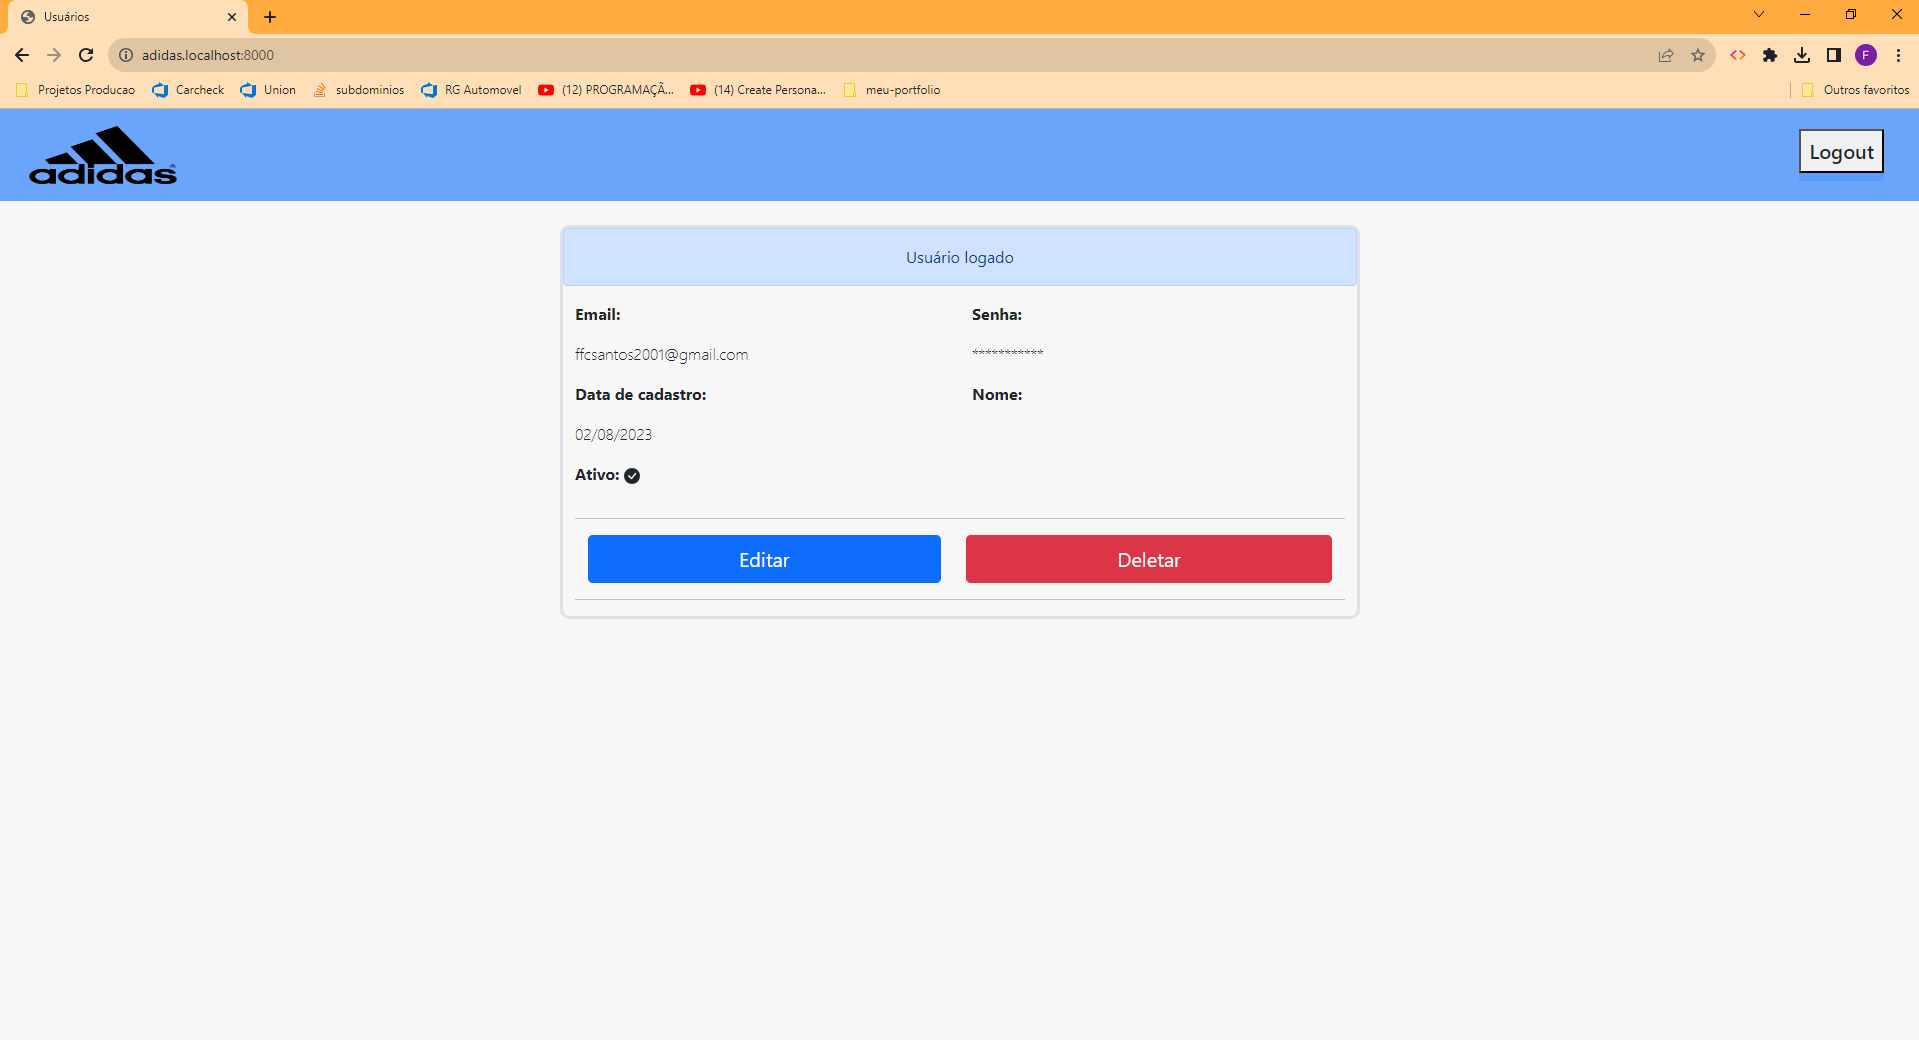 Usuários
adidas.localhost:8000
F
Projetos Producao
Carcheck
Union
subdominios
RG Automovel
(12) PROGRAMAÇÃ...
(14) Create Persona...
meu-portfolio
Outros favoritos
adidas®
Logout
Usuário logado
Email:
Senha:
ffcsantos2001@gmail.com
***********
Data de cadastro:
Nome:
02/08/2023
Ativo:
Editar
Deletar